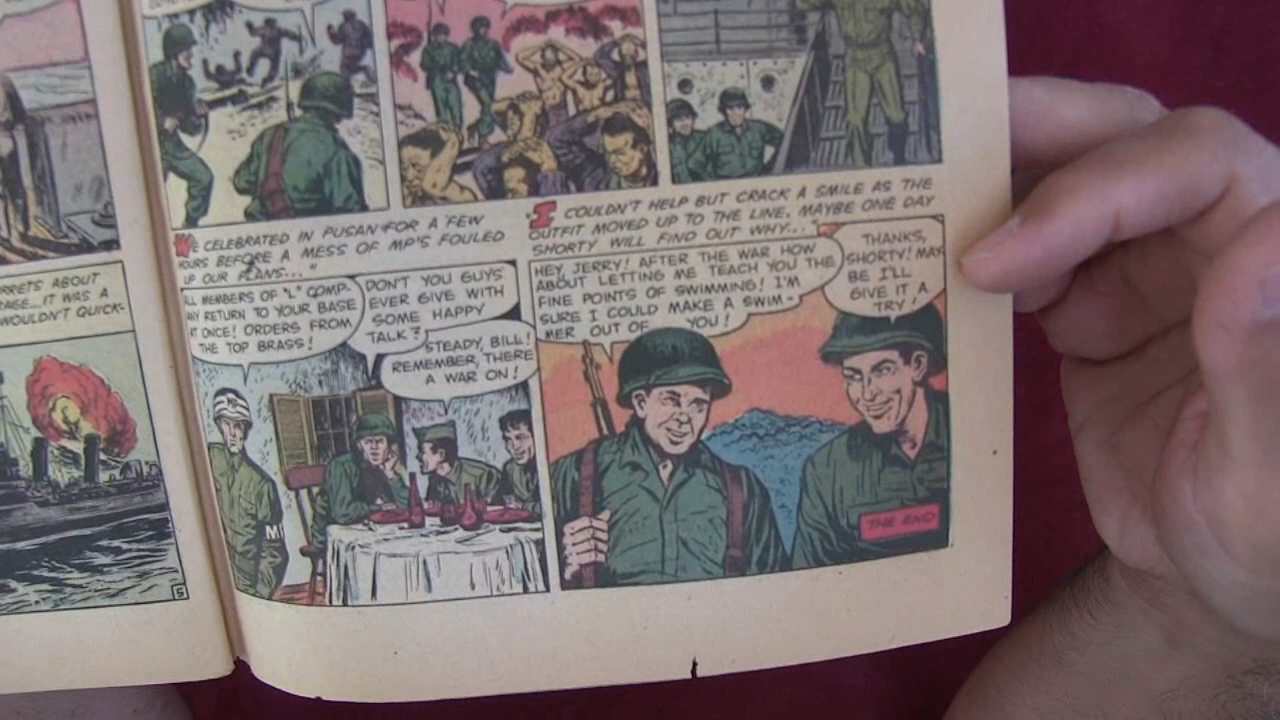 RRETS ABOUT
AGE...IT WAS A
WOULDN'T QUICK-
5
WE CELEBRATED IN PUSAN FOR A FEW
HOURS BEFORE A MESS OF MP'S FOULED
UP OUR PLANS..."
ALL MEMBERS OF "L" COMP-
ANY RETURN TO YOUR BASE
AT ONCE! ORDERS FROM
THE TOP BRASS!
DON'T YOU GUYS
EVER GIVE WITH
SOME HAPPY
TALK?
STEADY, BILL!
REMEMBER, THERE
A WAR ON!
MP
M
"I COULDN'T HELP BUT CRACK A SMILE AS THE
OUTFIT MOVED UP TO THE LINE. MAYBE ONE DAY
SHORTY WILL FIND OUT WHY..."
HEY, JERRY! AFTER THE WAR HOW
ABOUT LETTING ME TEACH YOU THE
FINE POINTS OF SWIMMING! I'M
SURE I COULD MAKE A SWIM-
MER OUT OF YOU!
THANKS,
SHORTY! MAY
BE I'LL
GIVE IT A
TRY!
THE END